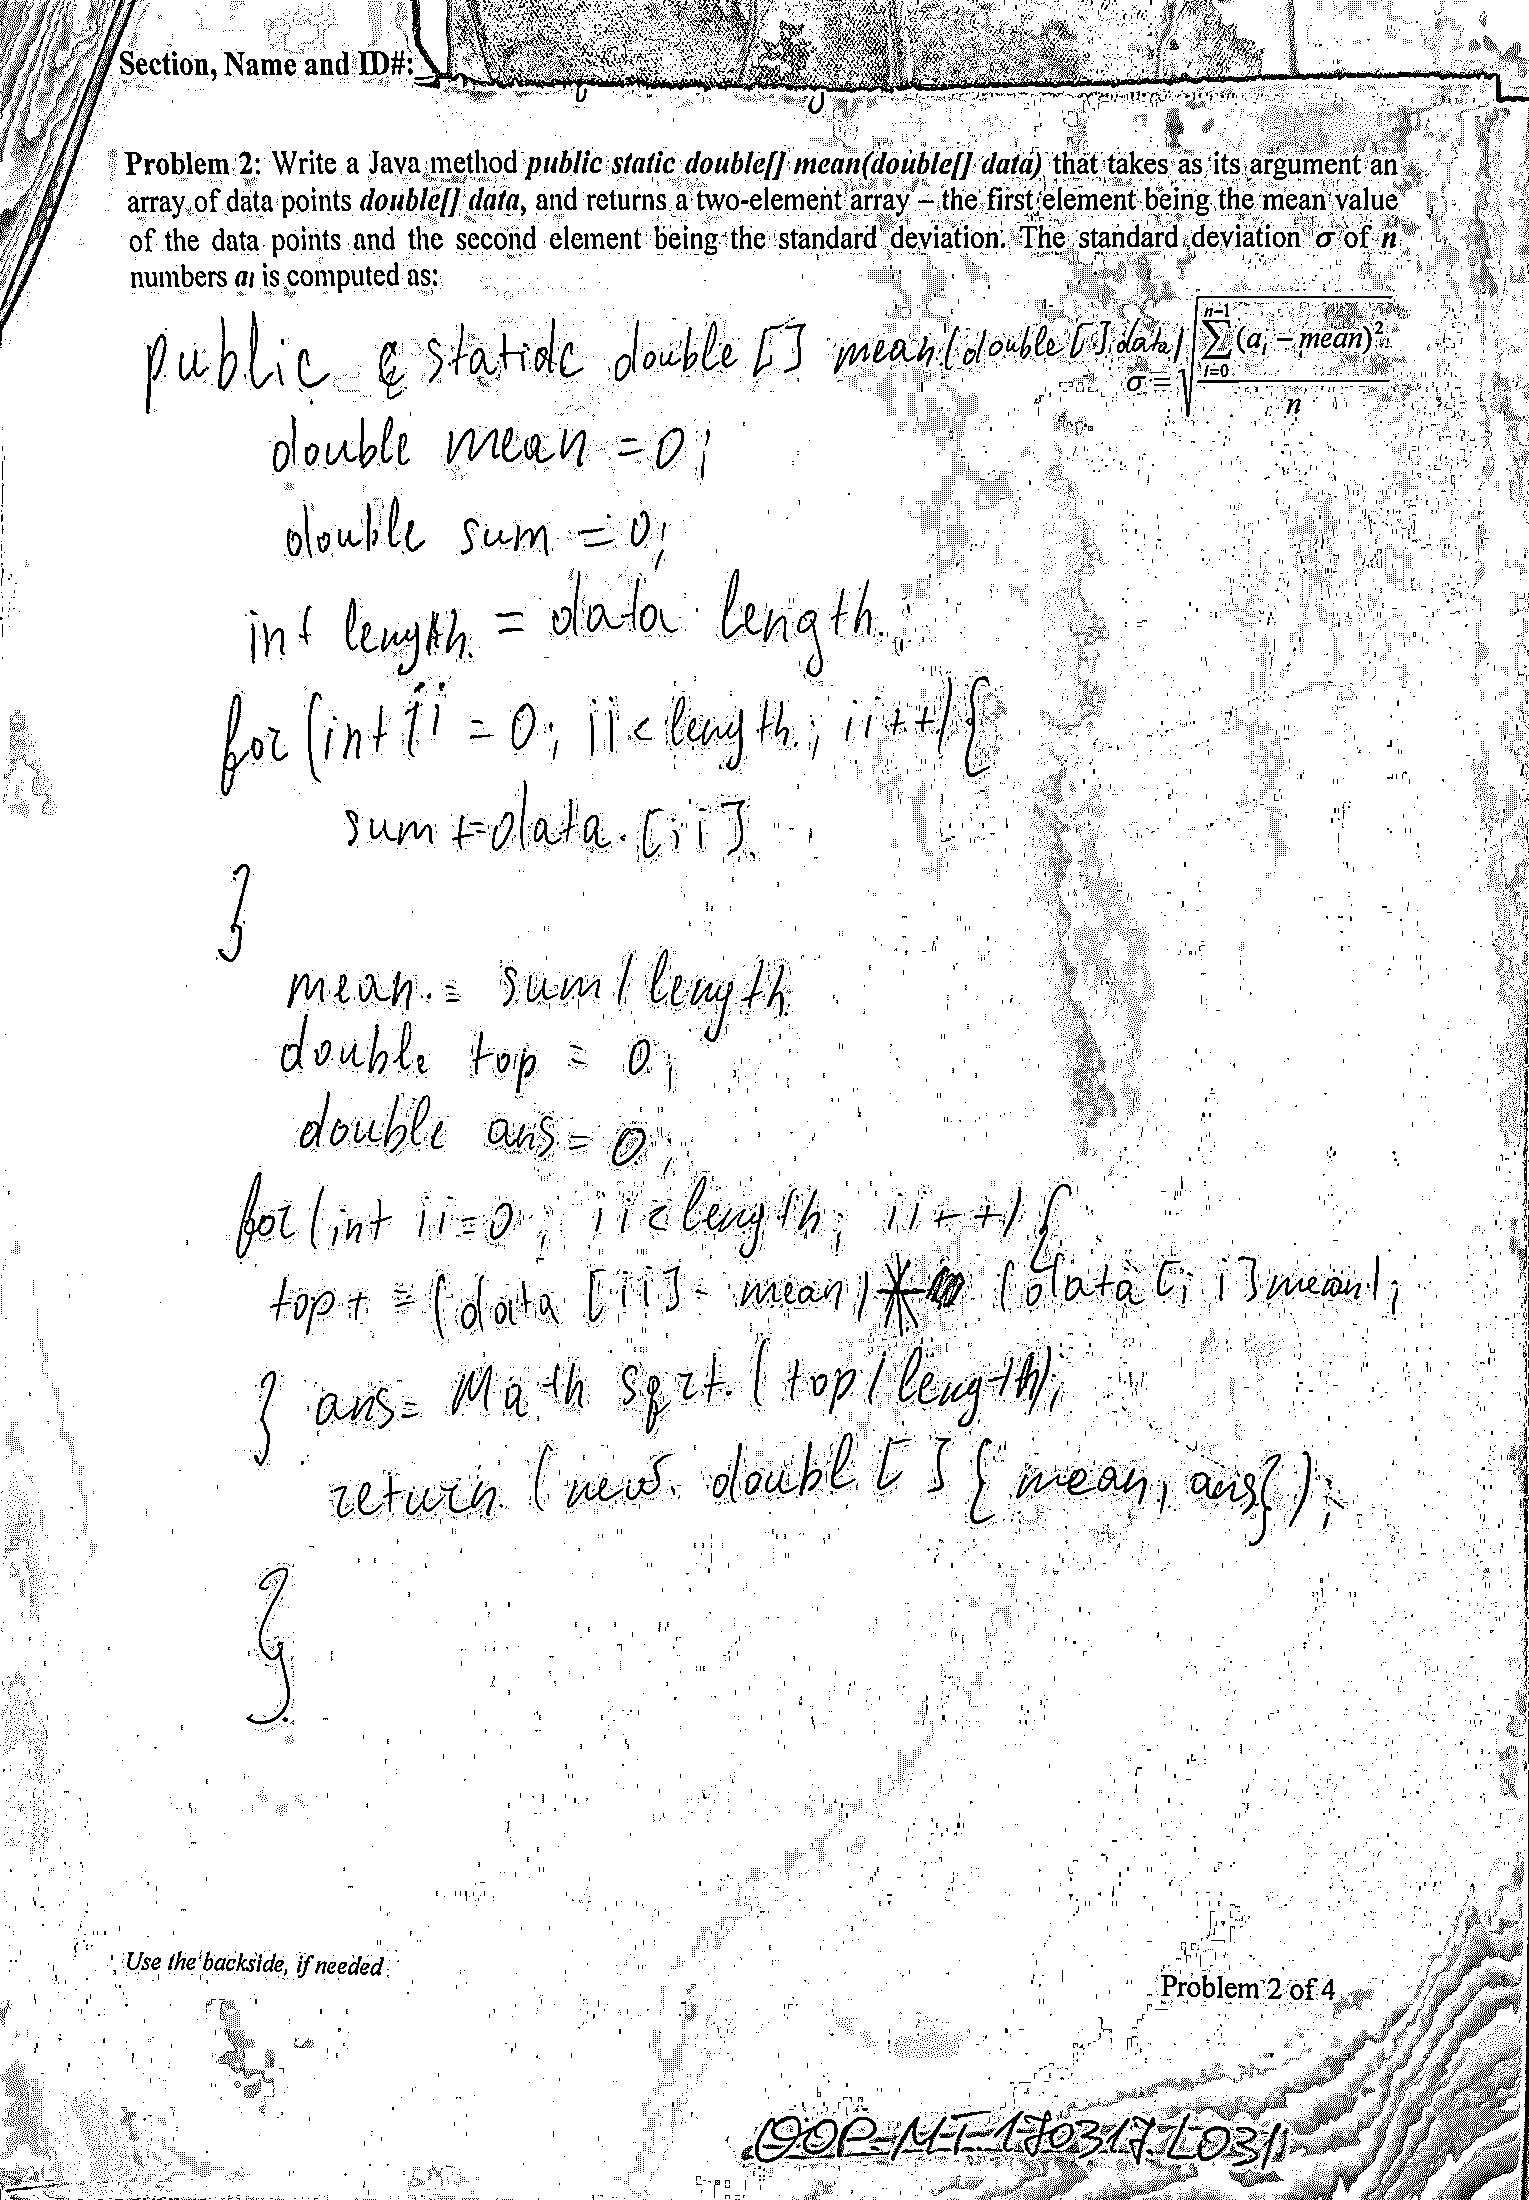 Section, Name and ID#:
Problem 2: Write a Java method public static double[] mean(double[] data) that takes as its argument an
array of data points double[] data, and returns a two-element array – the first element being the mean value
of the data points and the second element being the standard deviation. The standard deviation σ of n
numbers ai is computed as:
σ = √(∑_{i=0}^{n-1} (a_i – mean)² / n)
public static double [] mean(double[] data)
double mean = 0;
double sum = 0;
int length = data length;
for (int ii = 0; ii < length; ii++) {
sum += data. [ii]
}
mean = sum / length
double top = 0;
double ans = 0;
for (int ii = 0; ii < length; ii++) {
top += (data [ii] - mean) * (data [ii] mean);
} ans = Math sqrt. (top / length);
return (new doubl [] { mean, ans});
}
Use the backside, if needed
Problem 2 of 4
OOP-MT-170317-L031